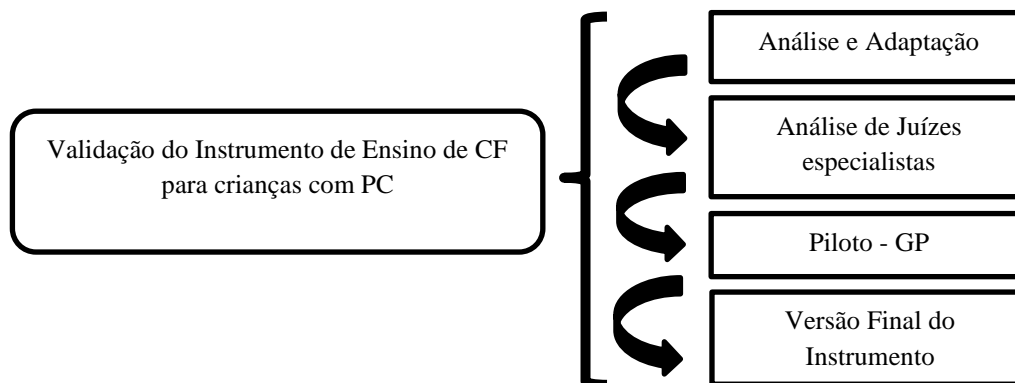 Validação do Instrumento de Ensino de CF
para crianças com PC
Análise e Adaptação
Análise de Juízes
especialistas
Piloto - GP
Versão Final do
Instrumento